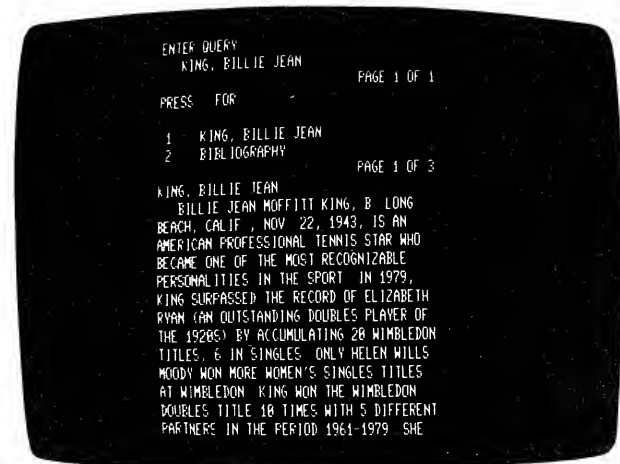 ENTER QUERY
KING, BILLIE JEAN
PAGE 1 OF 1
PRESS FOR
1 KING, BILLIE JEAN
2 BIBLIOGRAPHY
PAGE 1 OF 3
KING, BILLIE JEAN
BILLIE JEAN MOFFITT KING, B LONG
BEACH, CALIF , NOV 22, 1943, IS AN
AMERICAN PROFESSIONAL TENNIS STAR WHO
BECAME ONE OF THE MOST RECOGNIZABLE
PERSONALITIES IN THE SPORT IN 1979,
KING SURPASSED THE RECORD OF ELIZABETH
RYAN (AN OUTSTANDING DOUBLES PLAYER OF
THE 1920S) BY ACCUMULATING 20 WIMBLEDON
TITLES, 6 IN SINGLES ONLY HELEN WILLS
MOODY WON MORE WOMEN'S SINGLES TITLES
AT WIMBLEDON KING WON THE WIMBLEDON
DOUBLES TITLE 10 TIMES WITH 5 DIFFERENT
PARTNERS IN THE PERIOD 1961-1979 SHE